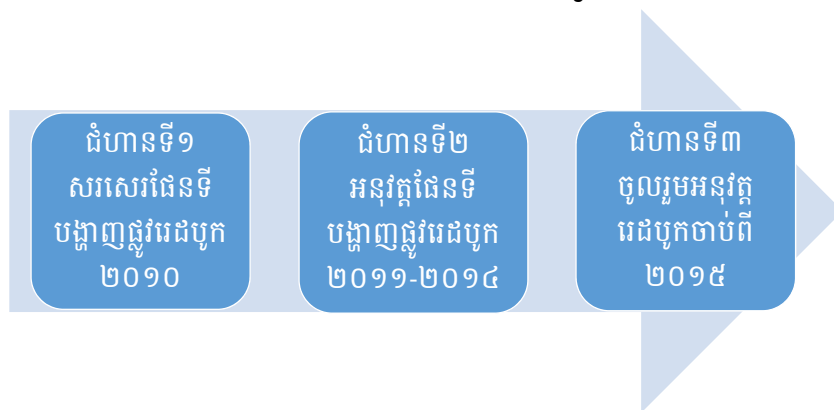 ជំហានទី១
សរសេរផែនទី
បង្ហាញផ្លូវរេដបូក
២០១០
ជំហានទី២
អនុវត្តផែនទី
បង្ហាញផ្លូវរេដបូក
២០១១-២០១៤
ជំហានទី៣
ចូលរួមអនុវត្ត
រេដបូកចាប់ពី
២០១៥